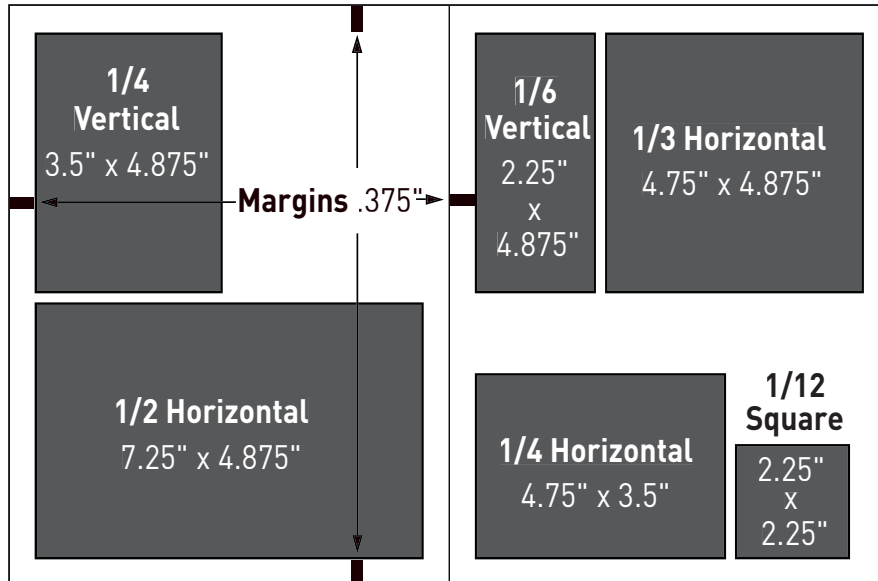 1/4
Vertical
3.5" x 4.875"
Margins .375"
1/2 Horizontal
7.25" x 4.875"
1/6
Vertical
2.25"
x
4.875"
1/3 Horizontal
4.75" x 4.875"
1/4 Horizontal
4.75" x 3.5"
1/12
Square
2.25"
x
2.25"